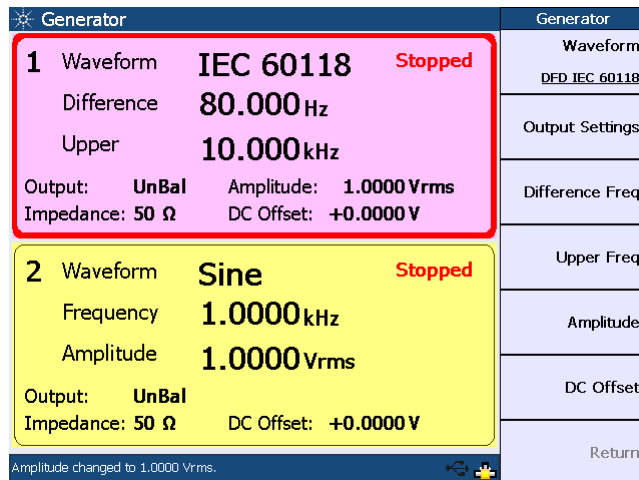 Generator
1 Waveform IEC 60118 Stopped
Difference 80.000 Hz
Upper 10.000 kHz
Output: UnBal Amplitude: 1.0000 Vrms
Impedance: 50 Ω DC Offset: +0.0000 V
2 Waveform Sine Stopped
Frequency 1.0000 kHz
Amplitude 1.0000 Vrms
Output: UnBal
Impedance: 50 Ω DC Offset: +0.0000 V
Amplitude changed to 1.0000 Vrms.
Generator
Waveform
DFD IEC 60118
Output Settings
Difference Freq
Upper Freq
Amplitude
DC Offset
Return